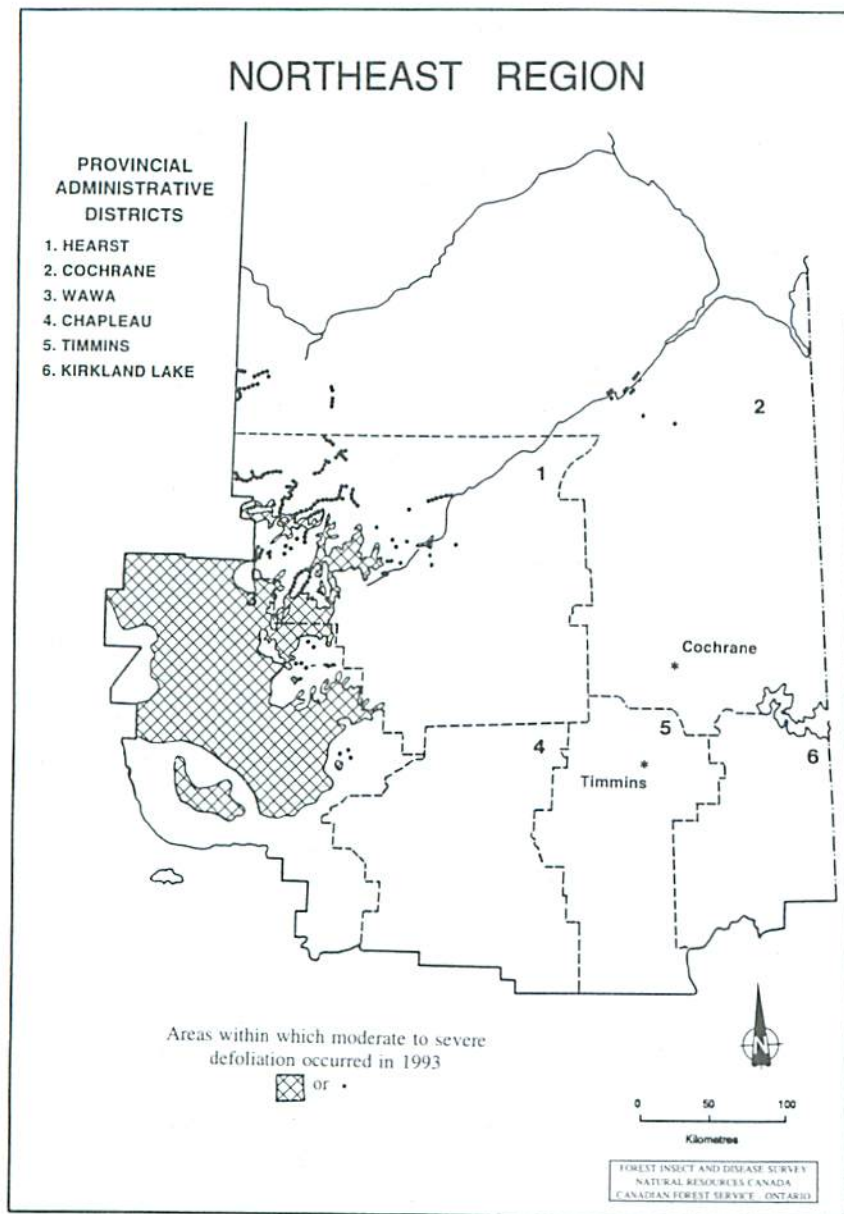 NORTHEAST REGION
PROVINCIAL
ADMINISTRATIVE
DISTRICTS
1. HEARST
2. COCHRANE
3. WAWA
4. CHAPLEAU
5. TIMMINS
6. KIRKLAND LAKE
2
1
3
Cochrane
*
5
4
6
*
Timmins
Areas within which moderate to severe
defoliation occurred in 1993
or •
N
0 50 100
Kilometres
FOREST INSECT AND DISEASE SURVEY
NATURAL RESOURCES CANADA
CANADIAN FOREST SERVICE - ONTARIO